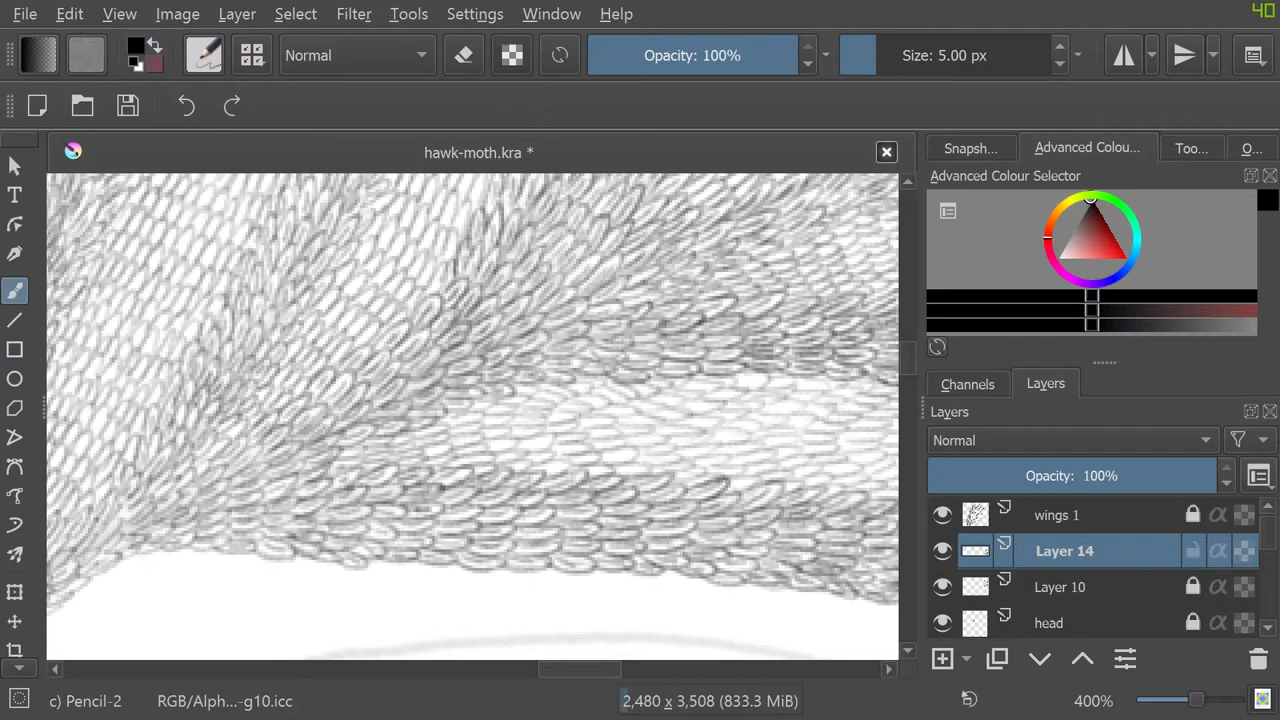 File Edit View Image Layer Select Filter Tools Settings Window Help
40
Normal
Opacity: 100%
Size: 5.00 px
hawk-moth.kra *
Snapsh...
Advanced Colou...
Too...
O...
Advanced Colour Selector
Channels
Layers
Layers
Normal
Opacity: 100%
wings 1
Layer 14
Layer 10
head
c) Pencil-2
RGB/Alph...-g10.icc
2,480 x 3,508 (833.3 MiB)
400%